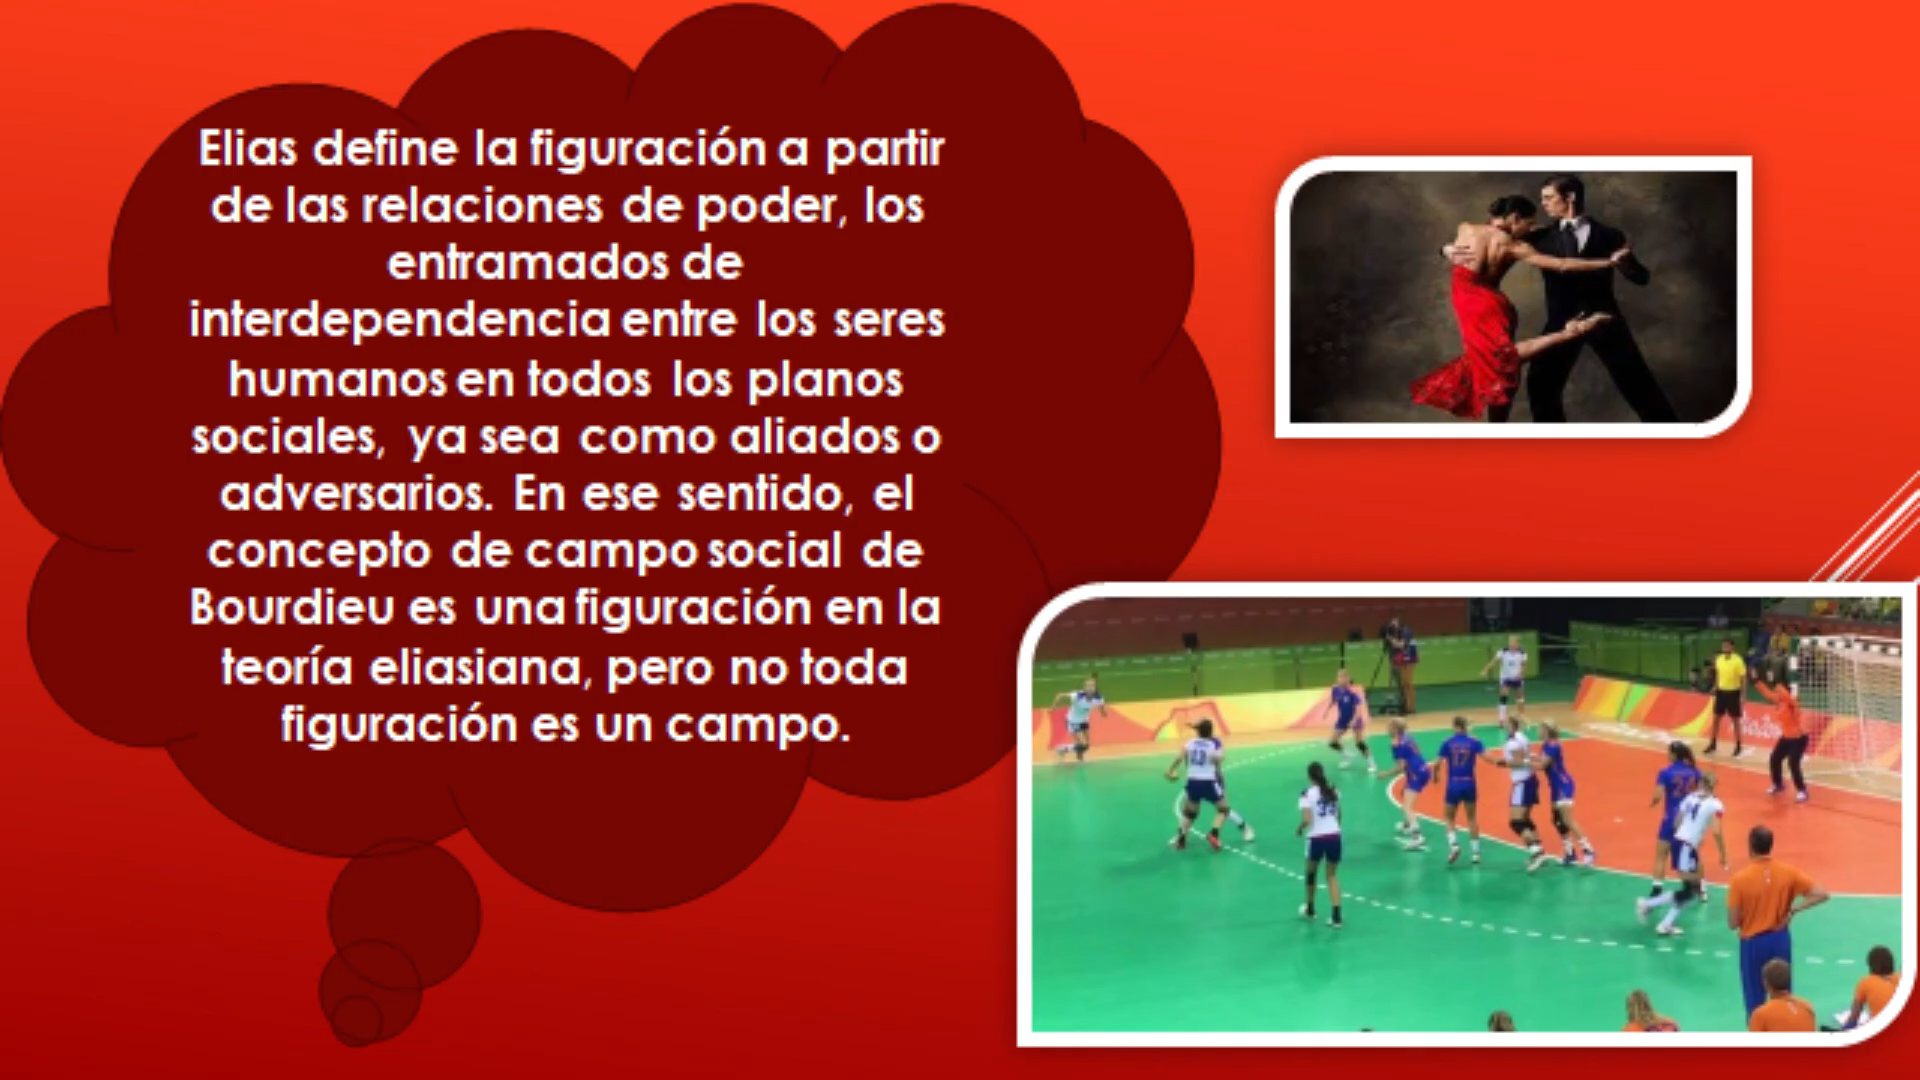 Elias define la figuración a partir
de las relaciones de poder, los
entramados de
interdependencia entre los seres
humanos en todos los planos
sociales, ya sea como aliados o
adversarios. En ese sentido, el
concepto de campo social de
Bourdieu es una figuración en la
teoría eliasiana, pero no toda
figuración es un campo.
17